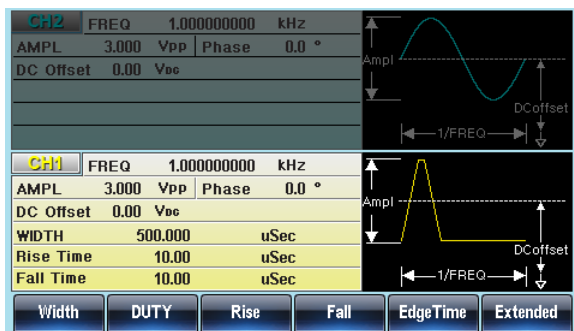 CH2 FREQ 1.000000000 kHz
AMPL 3.000 VPP Phase 0.0 °
DC Offset 0.00 VDC
Ampl
DCoffset
1/FREQ
CH1 FREQ 1.000000000 kHz
AMPL 3.000 VPP Phase 0.0 °
DC Offset 0.00 VDC
WIDTH 500.000 uSec
Rise Time 10.00 uSec
Fall Time 10.00 uSec
Ampl
DCoffset
1/FREQ
Width DUTY Rise Fall EdgeTime Extended